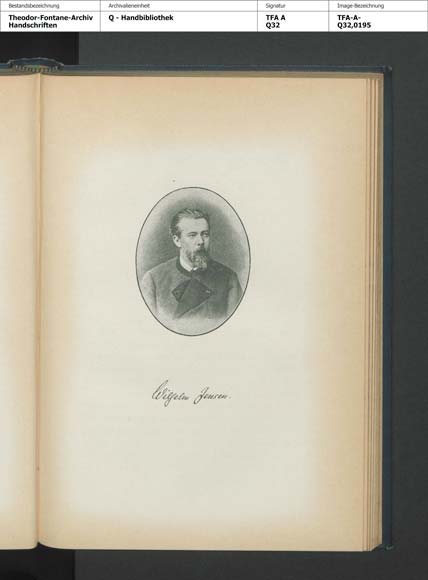 Bestandsbezeichnung
Archivalieneinheit
Signatur
Image-Bezeichnung
Theodor-Fontane-Archiv
Handschriften
Q - Handbibliothek
TFA A
Q32
TFA-A-
Q32,0195
Wilhelm Jensen.